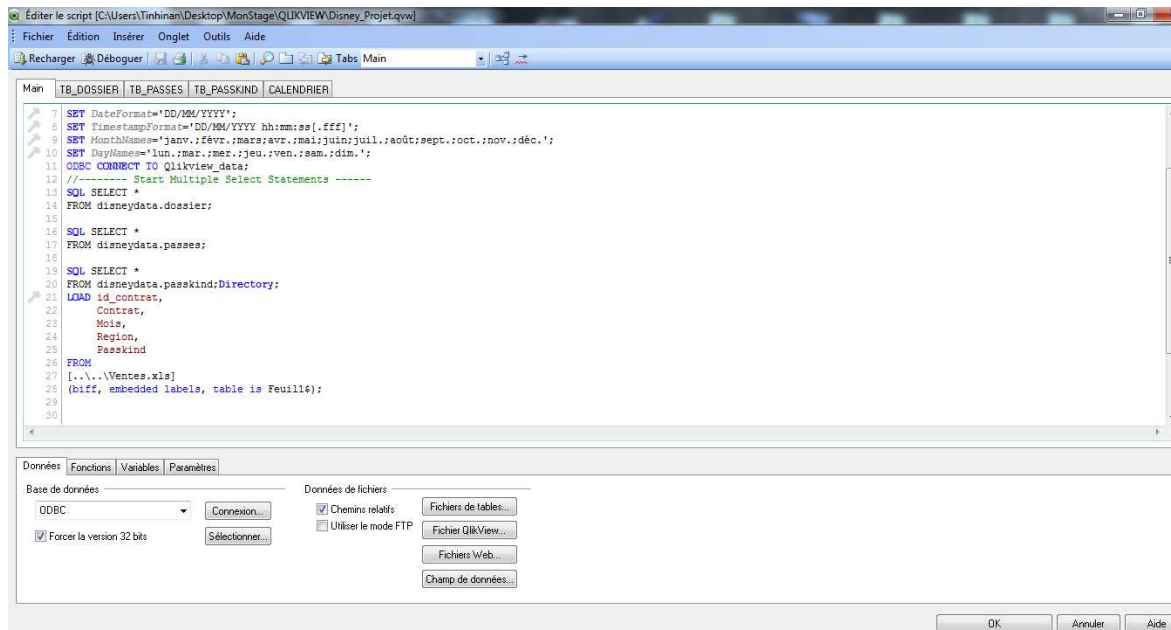 Éditer le script [C:\Users\Tinhinan\Desktop\MonStage\QLIKVIEW\Disney_Projet.qvw]
Fichier Édition Insérer Onglet Outils Aide
Recharger Déboguer Tabs Main
Main TB_DOSSIER TB_PASSES TB_PASSKIND CALENDRIER
7 SET DateFormat='DD/MM/YYYY';
8 SET TimestampFormat='DD/MM/YYYY hh:mm:ss[.fff]';
9 SET MonthNames='janv.;févr.;mars;avr.;mai;juin;juil.;août;sept.;oct.;nov.;déc.';
10 SET DayNames='lun.;mar.;mer.;jeu.;ven.;sam.;dim.';
11 ODBC CONNECT TO Qlikview_data;
12 //-------- Start Multiple Select Statements ------
13 SQL SELECT *
14 FROM disneydata.dossier;
15
16 SQL SELECT *
17 FROM disneydata.passes;
18
19 SQL SELECT *
20 FROM disneydata.passkind;Directory;
21 LOAD id_contrat,
22 Contrat,
23 Mois,
24 Region,
25 Passkind
26 FROM
27 [..\..\Ventes.xls]
28 (biff, embedded labels, table is Feuil1$);
29
30
Données Fonctions Variables Paramètres
Base de données Données de fichiers
ODBC Connexion... Chemins relatifs Fichiers de tables...
Forcer la version 32 bits Sélectionner... Utiliser le mode FTP Fichier QlikView...
Fichiers Web...
Champ de données...
OK Annuler Aide